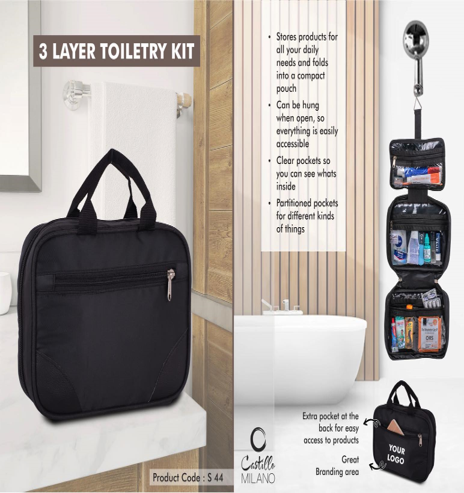 3 LAYER TOILETRY KIT
• Stores products for
all your daily
needs and folds
into a compact
pouch
• Can be hung
when open, so
everything is easily
accessible
• Clear pockets so
you can see whats
inside
• Partitioned pockets
for different kinds
of things
ORS
Extra pocket at the
back for easy
access to products
Great
Branding area
YOUR
LOGO
Castillo
MILANO
Product Code : S 44